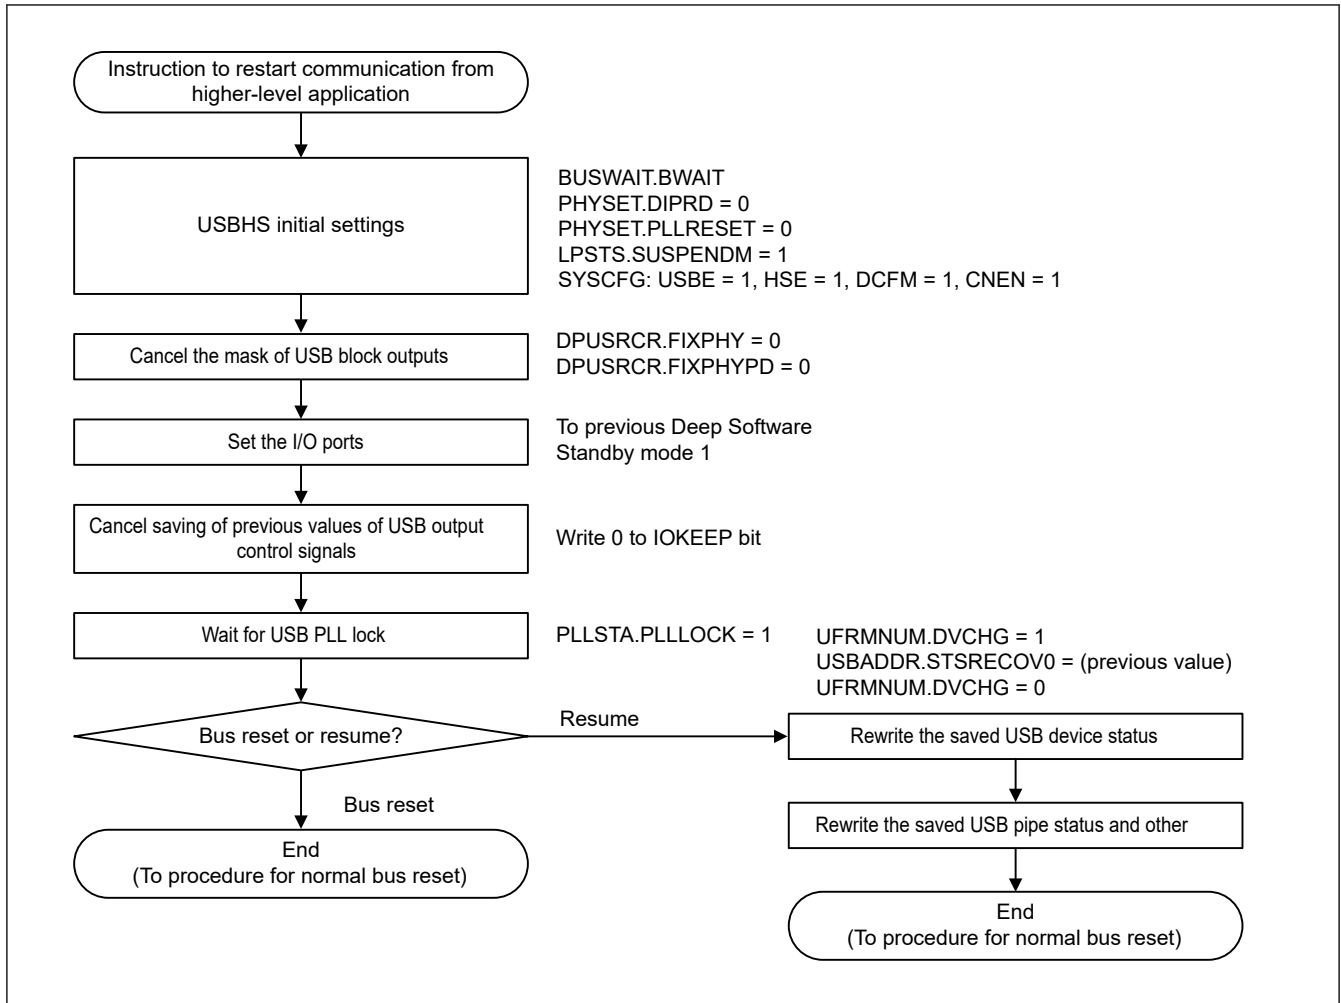 Instruction to restart communication from
higher-level application
USBHS initial settings
BUSWAIT.BWAIT
PHYSET.DIPRD = 0
PHYSET.PLLRESET = 0
LPSTS.SUSPENDM = 1
SYSCFG: USBE = 1, HSE = 1, DCFM = 1, CNEN = 1
Cancel the mask of USB block outputs
DPUSRCR.FIXPHY = 0
DPUSRCR.FIXPHYPD = 0
Set the I/O ports
To previous Deep Software
Standby mode 1
Cancel saving of previous values of USB output
control signals
Write 0 to IOKEEP bit
Wait for USB PLL lock
PLLSTA.PLLLOCK = 1
UFRMNUM.DVCHG = 1
USBADDR.STSRECOV0 = (previous value)
UFRMNUM.DVCHG = 0
Bus reset or resume?
Resume
Rewrite the saved USB device status
Bus reset
Rewrite the saved USB pipe status and other
End
(To procedure for normal bus reset)
End
(To procedure for normal bus reset)